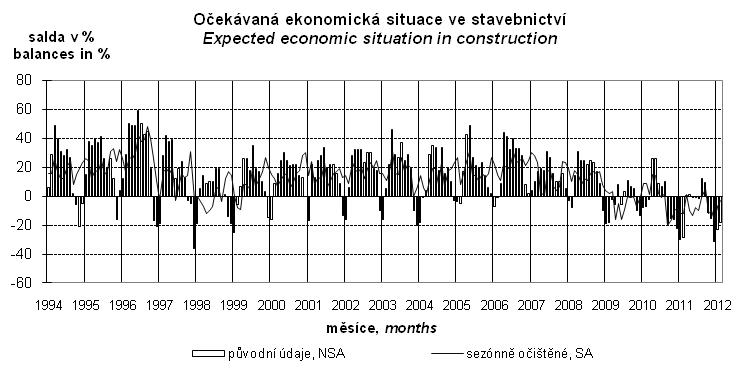 Očekávaná ekonomická situace ve stavebnictví
Expected economic situation in construction
salda v %
balances in %
80
60
40
20
0
-20
-40
-60
1994 1995 1996 1997 1998 1999 2000 2001 2002 2003 2004 2005 2006 2007 2008 2009 2010 2011 2012
měsíce, months
původní údaje, NSA sezónně očištěné, SA